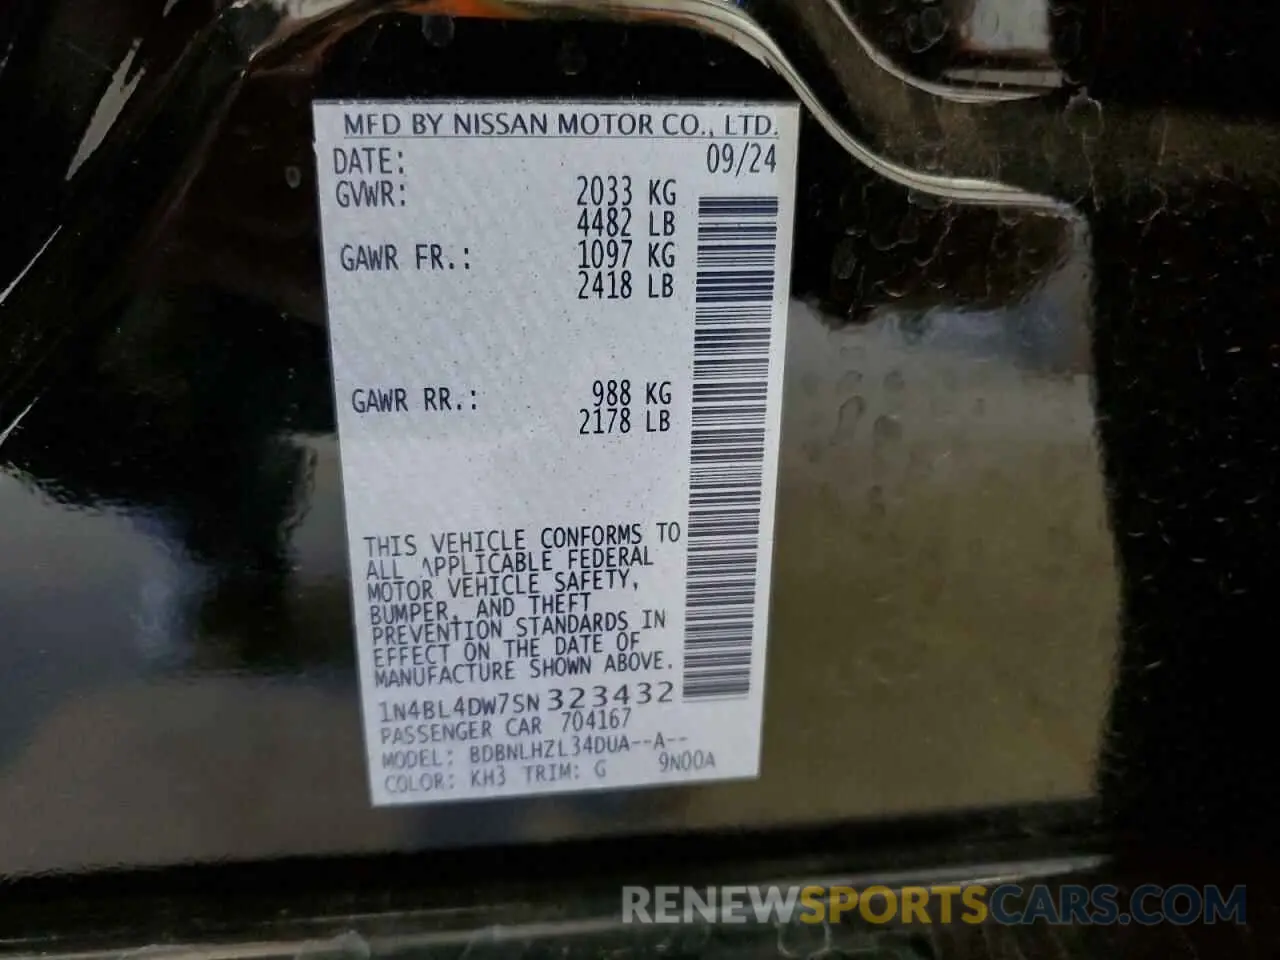 MFD BY NISSAN MOTOR CO., LTD.
DATE: 09/24
GVWR: 2033 KG
4482 LB
GAWR FR.: 1097 KG
2418 LB
GAWR RR.: 988 KG
2178 LB
THIS VEHICLE CONFORMS TO
ALL APPLICABLE FEDERAL
MOTOR VEHICLE SAFETY,
BUMPER, AND THEFT
PREVENTION STANDARDS IN
EFFECT ON THE DATE OF
MANUFACTURE SHOWN ABOVE.
1N4BL4DW7SN323432
PASSENGER CAR 704167
MODEL: BDBNLHZL34DUA--A--
COLOR: KH3 TRIM: G 9N00A
RENEWSPORTSCARS.COM